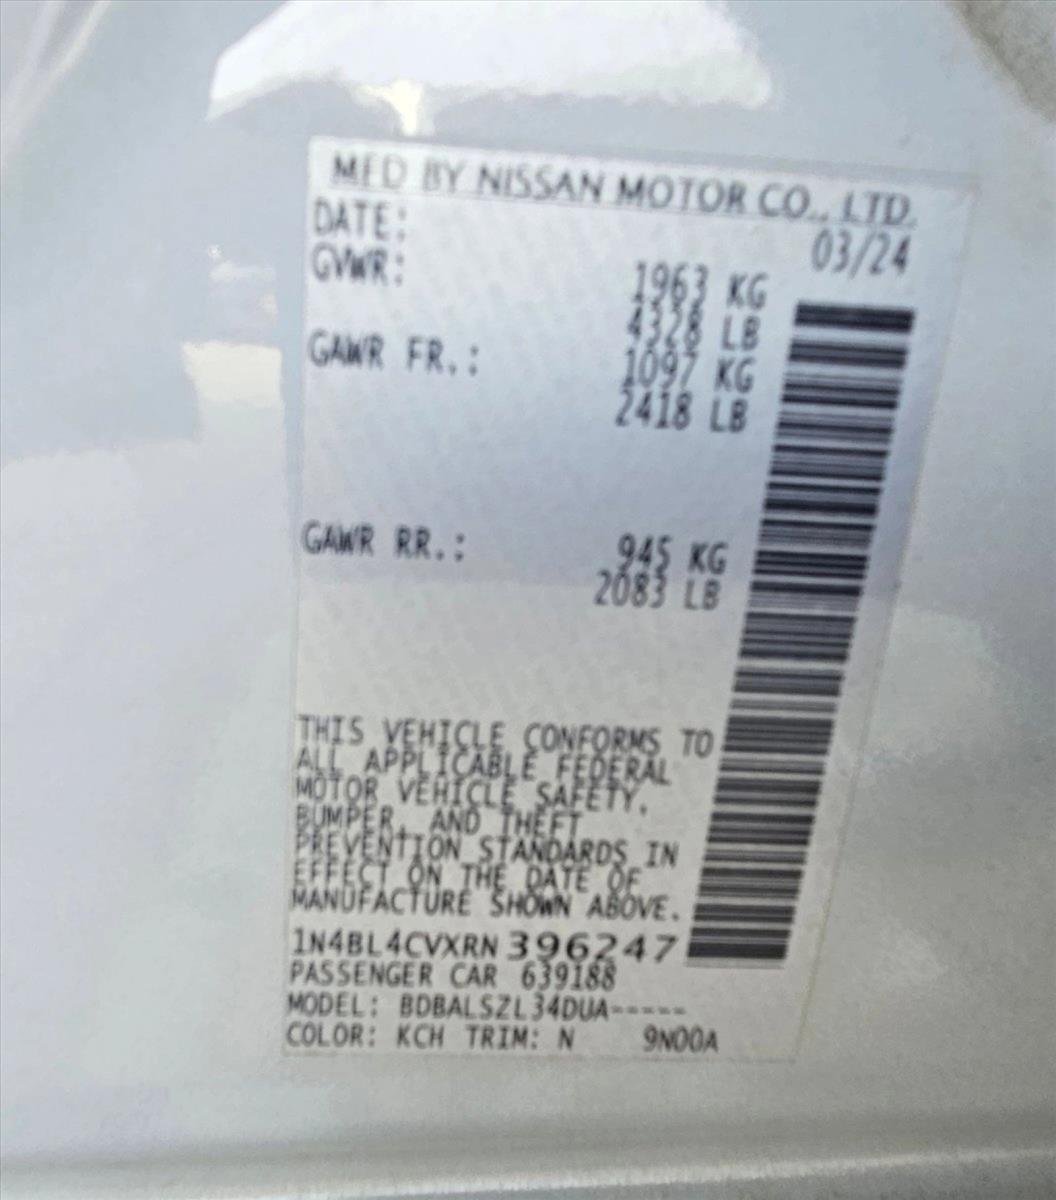 MFD BY NISSAN MOTOR CO., LTD.
DATE: 03/24
GVWR: 1963 KG
4328 LB
GAWR FR.: 1097 KG
2418 LB
GAWR RR.: 945 KG
2083 LB
THIS VEHICLE CONFORMS TO
ALL APPLICABLE FEDERAL
MOTOR VEHICLE SAFETY,
BUMPER, AND THEFT
PREVENTION STANDARDS IN
EFFECT ON THE DATE OF
MANUFACTURE SHOWN ABOVE.
1N4BL4CVXRN396247
PASSENGER CAR 639188
MODEL: BDBALSZL34DUA-----
COLOR: KCH TRIM: N 9N00A